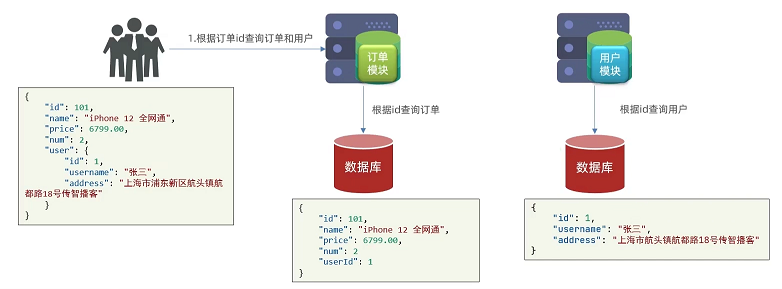 1.根据订单id查询订单和用户
订单
模块
用户
模块
根据id查询订单
根据id查询用户
数据库
数据库
{
"id": 101,
"name": "iPhone 12 全网通",
"price": 6799.00,
"num": 2,
"user": {
"id": 1,
"username": "张三",
"address": "上海市浦东新区航头镇航
都路18号传智播客"
}
}
{
"id": 101,
"name": "iPhone 12 全网通",
"price": 6799.00,
"num": 2
"userId": 1
}
{
"id": 1,
"username": "张三",
"address": "上海市航头镇航都路18号传智播客"
}